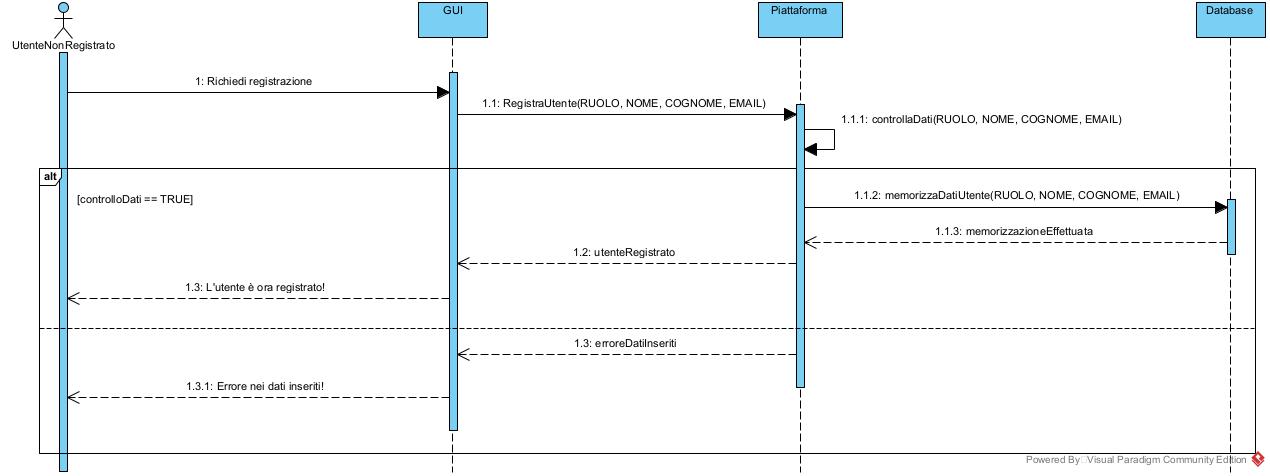 GUI
Piattaforma
Database
UtenteNonRegistrato
1: Richiedi registrazione
1.1: RegistraUtente(RUOLO, NOME, COGNOME, EMAIL)
1.1.1: controllaDati(RUOLO, NOME, COGNOME, EMAIL)
alt
[controlloDati == TRUE]
1.1.2: memorizzaDatiUtente(RUOLO, NOME, COGNOME, EMAIL)
1.1.3: memorizzazioneEffettuata
1.2: utenteRegistrato
1.3: L'utente è ora registrato!
1.3: erroreDatiInseriti
1.3.1: Errore nei dati inseriti!
Powered By Visual Paradigm Community Edition